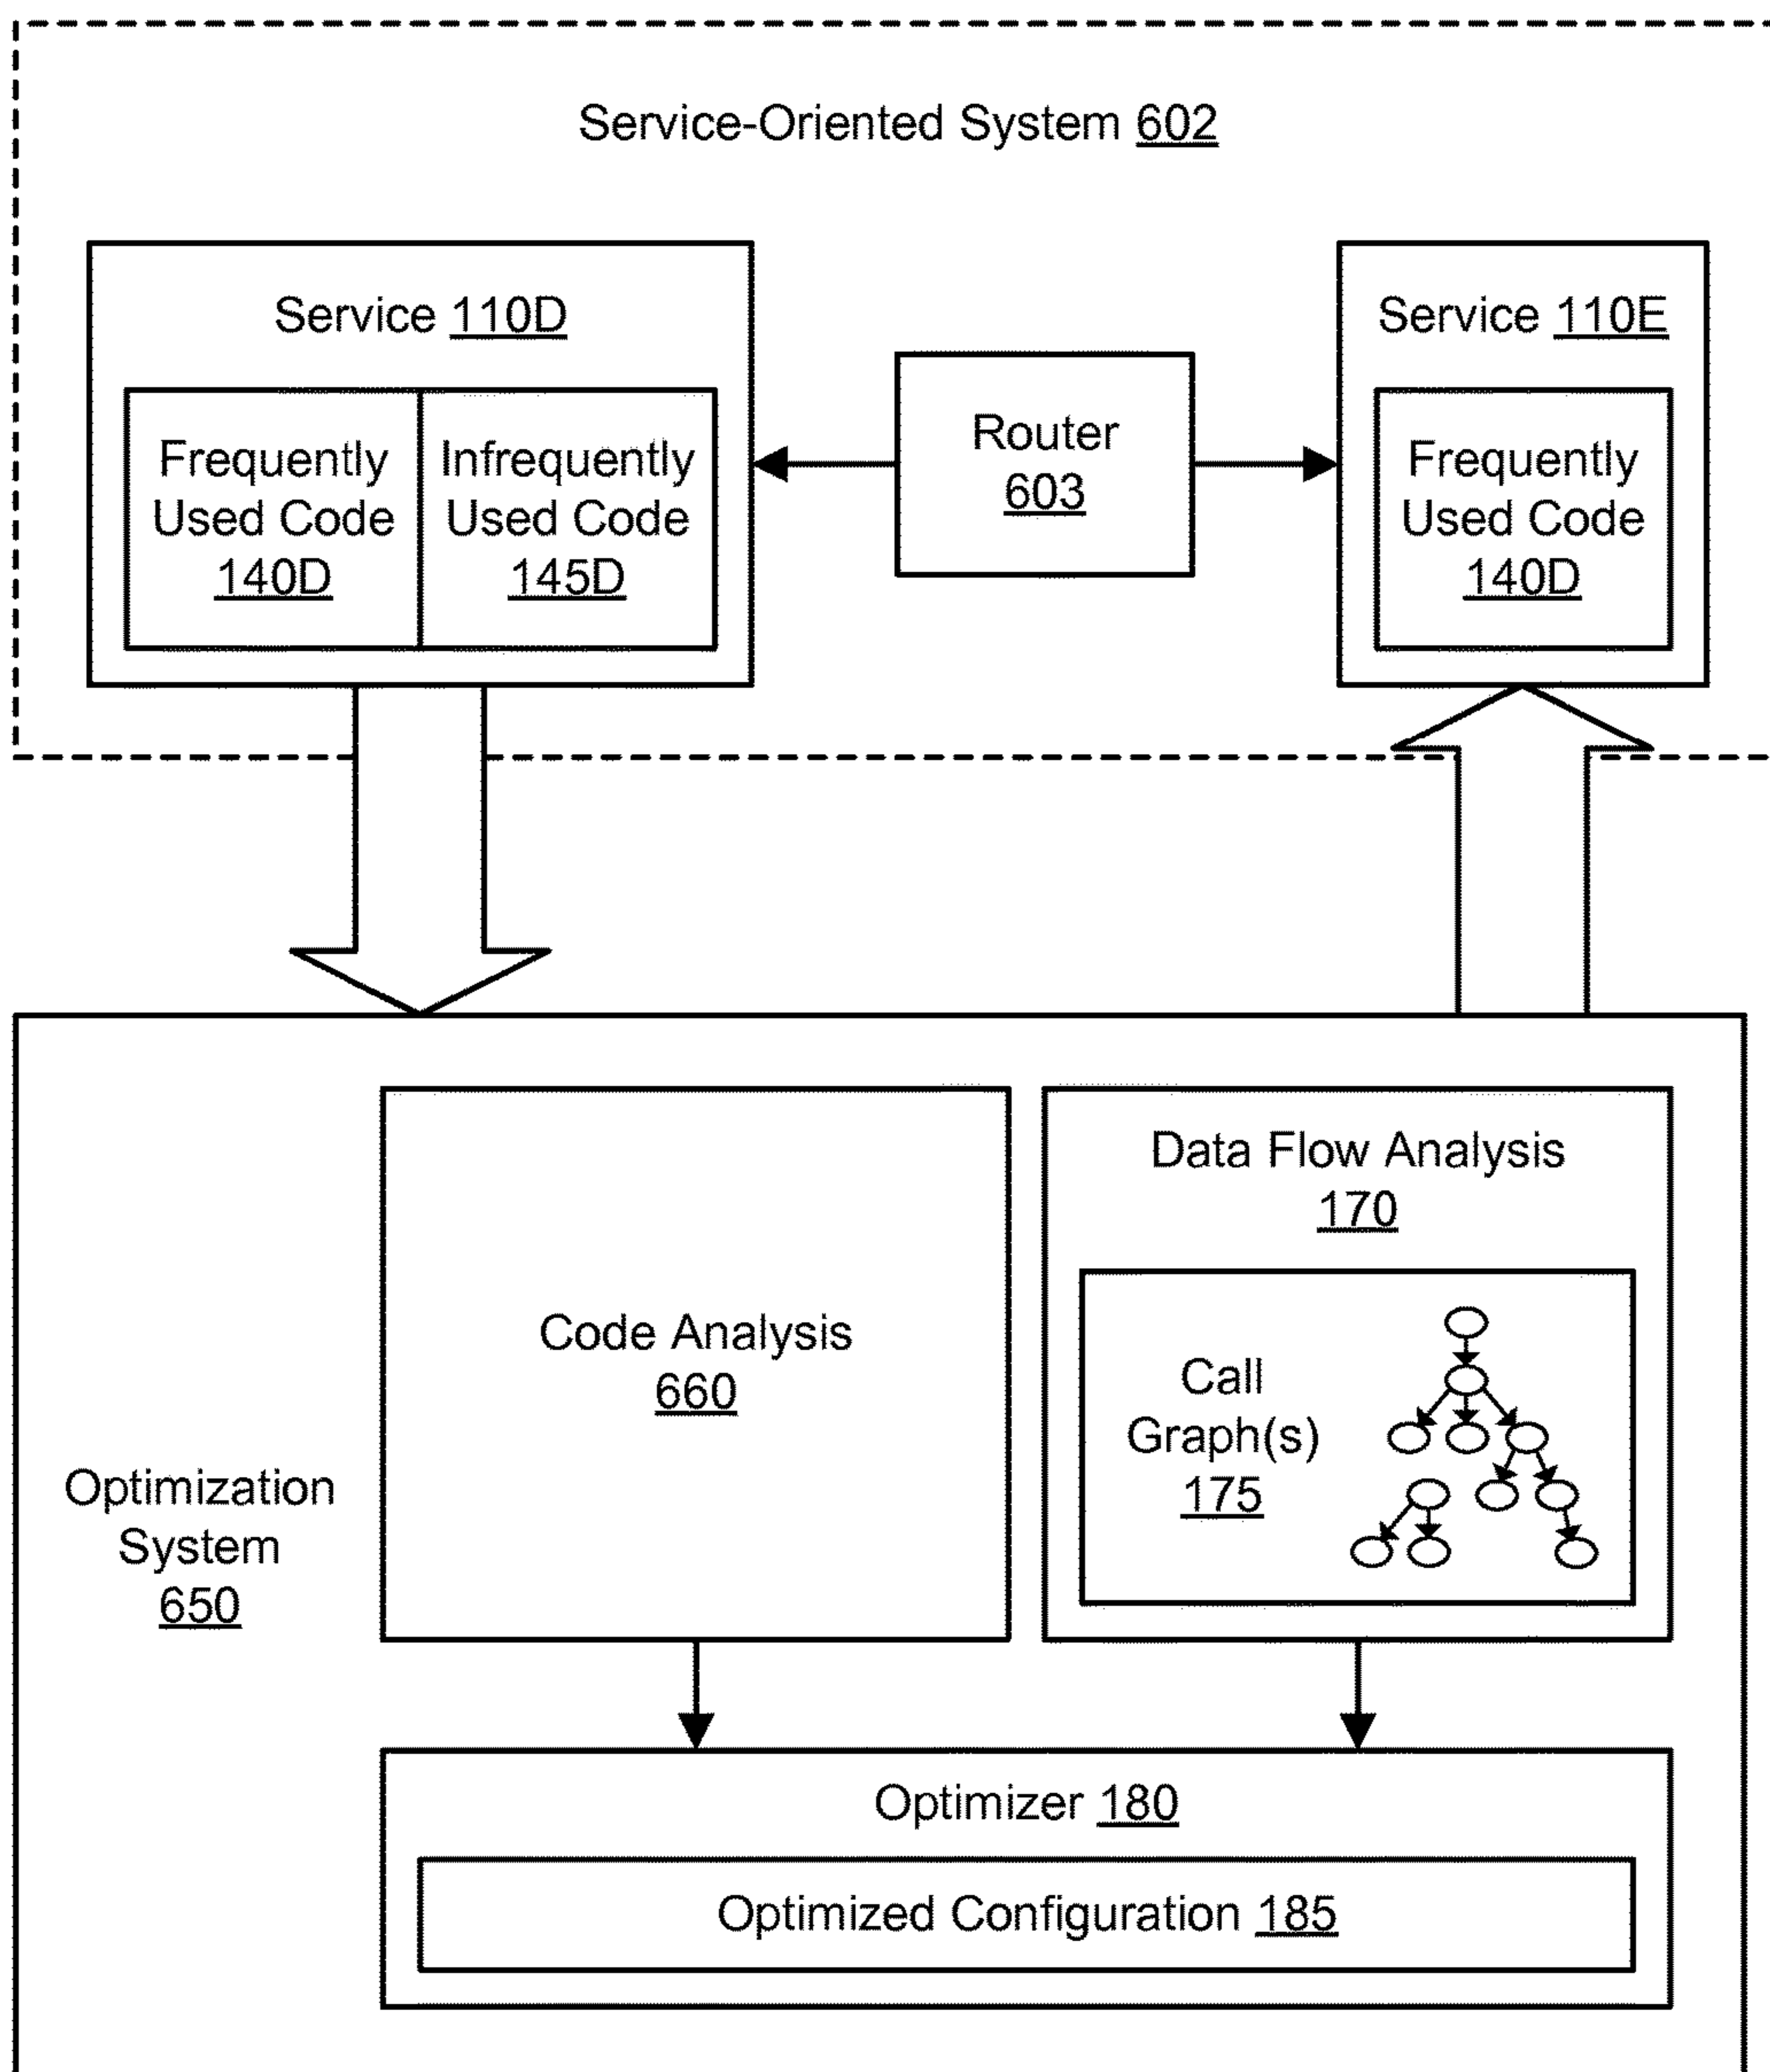 Service-Oriented System 602
Service 110D
Frequently
Used Code
140D
Infrequently
Used Code
145D
Router
603
Service 110E
Frequently
Used Code
140D
Optimization
System
650
Code Analysis
660
Data Flow Analysis
170
Call
Graph(s)
175
Optimizer 180
Optimized Configuration 185